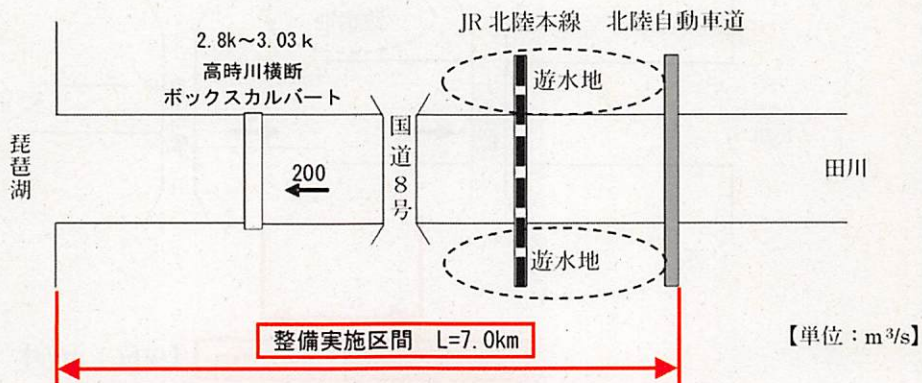 JR 北陸本線 北陸自動車道
2.8k～3.03k
高時川横断
ボックスカルバート
遊水地
琵琶湖
国道8号
200
田川
遊水地
整備実施区間 L=7.0km
【単位：m³/s】